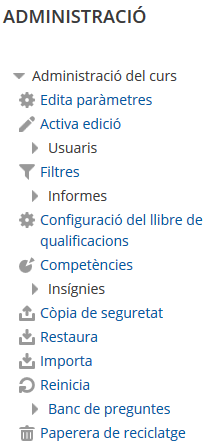 ADMINISTRACIÓ
Administració del curs
Edita paràmetres
Activa edició
Usuaris
Filtres
Informes
Configuració del llibre de
qualificacions
Competències
Insígnies
Còpia de seguretat
Restaura
Importa
Reinicia
Banc de preguntes
Paperera de reciclatge